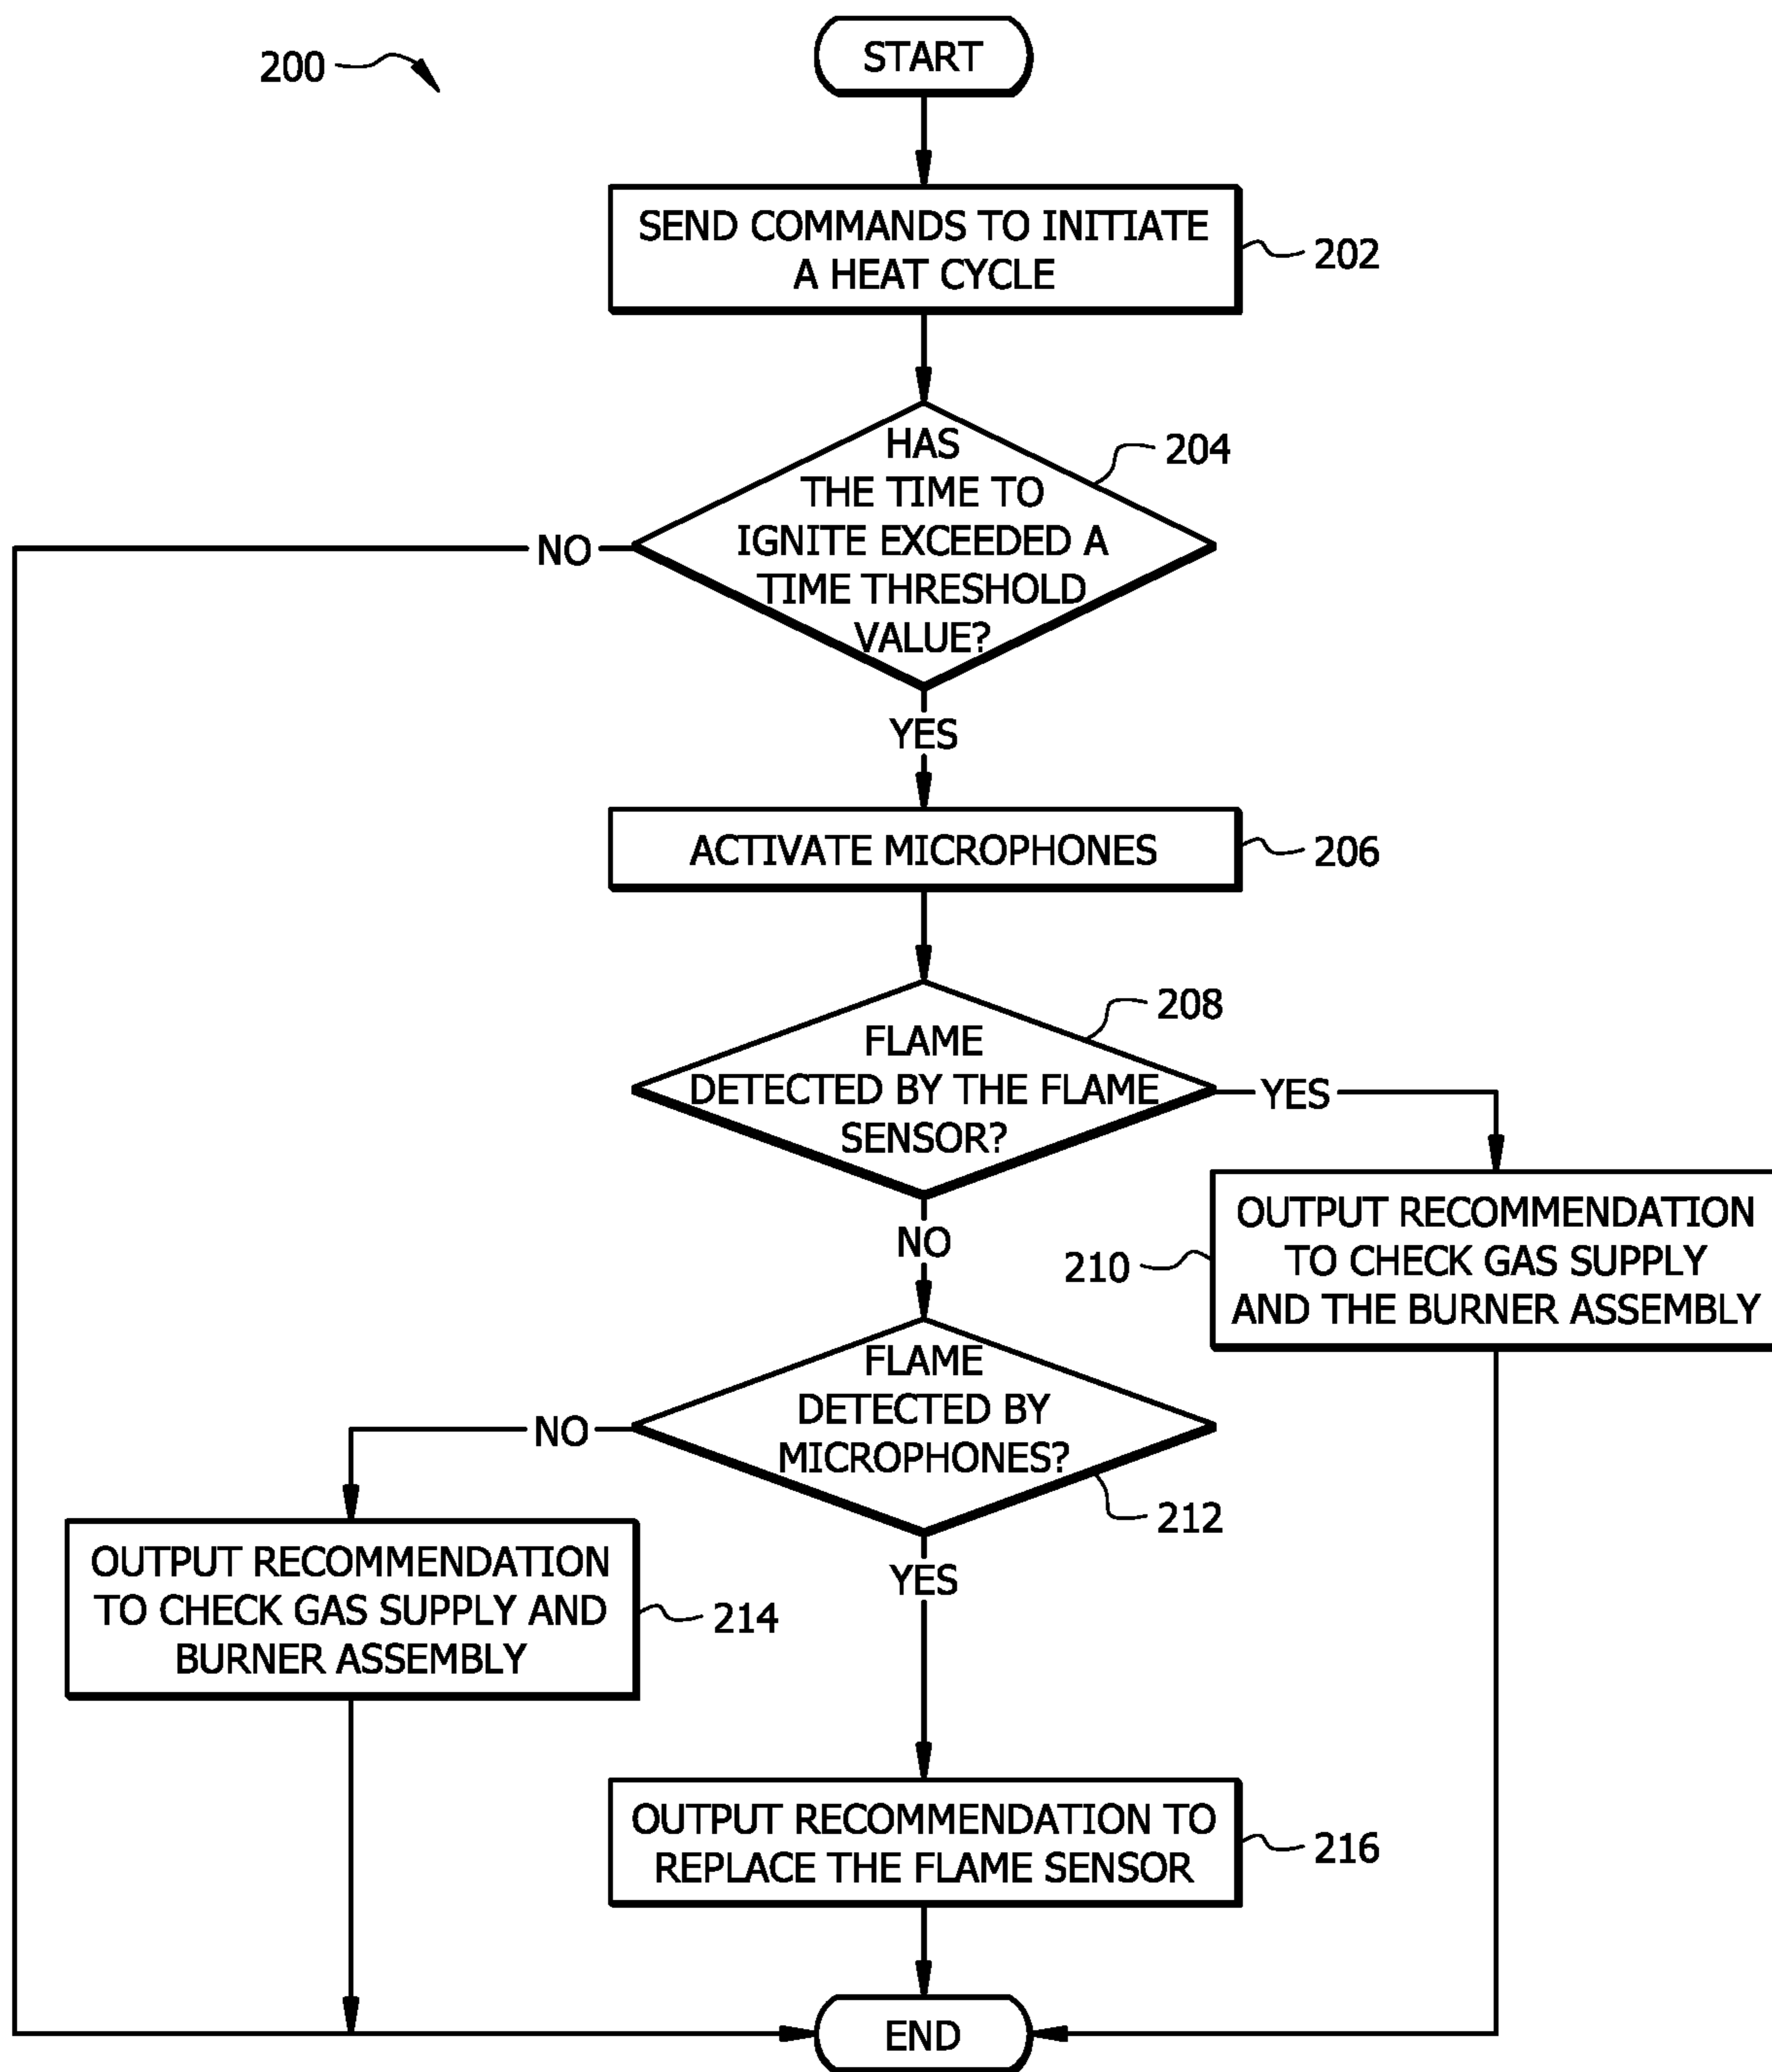 200
START
SEND COMMANDS TO INITIATE
A HEAT CYCLE
202
HAS
THE TIME TO
IGNITE EXCEEDED A
TIME THRESHOLD
VALUE?
204
NO
YES
ACTIVATE MICROPHONES
206
FLAME
DETECTED BY THE FLAME
SENSOR?
208
YES
NO
OUTPUT RECOMMENDATION
TO CHECK GAS SUPPLY
AND THE BURNER ASSEMBLY
210
FLAME
DETECTED BY
MICROPHONES?
212
NO
YES
OUTPUT RECOMMENDATION
TO CHECK GAS SUPPLY AND
BURNER ASSEMBLY
214
OUTPUT RECOMMENDATION TO
REPLACE THE FLAME SENSOR
216
END